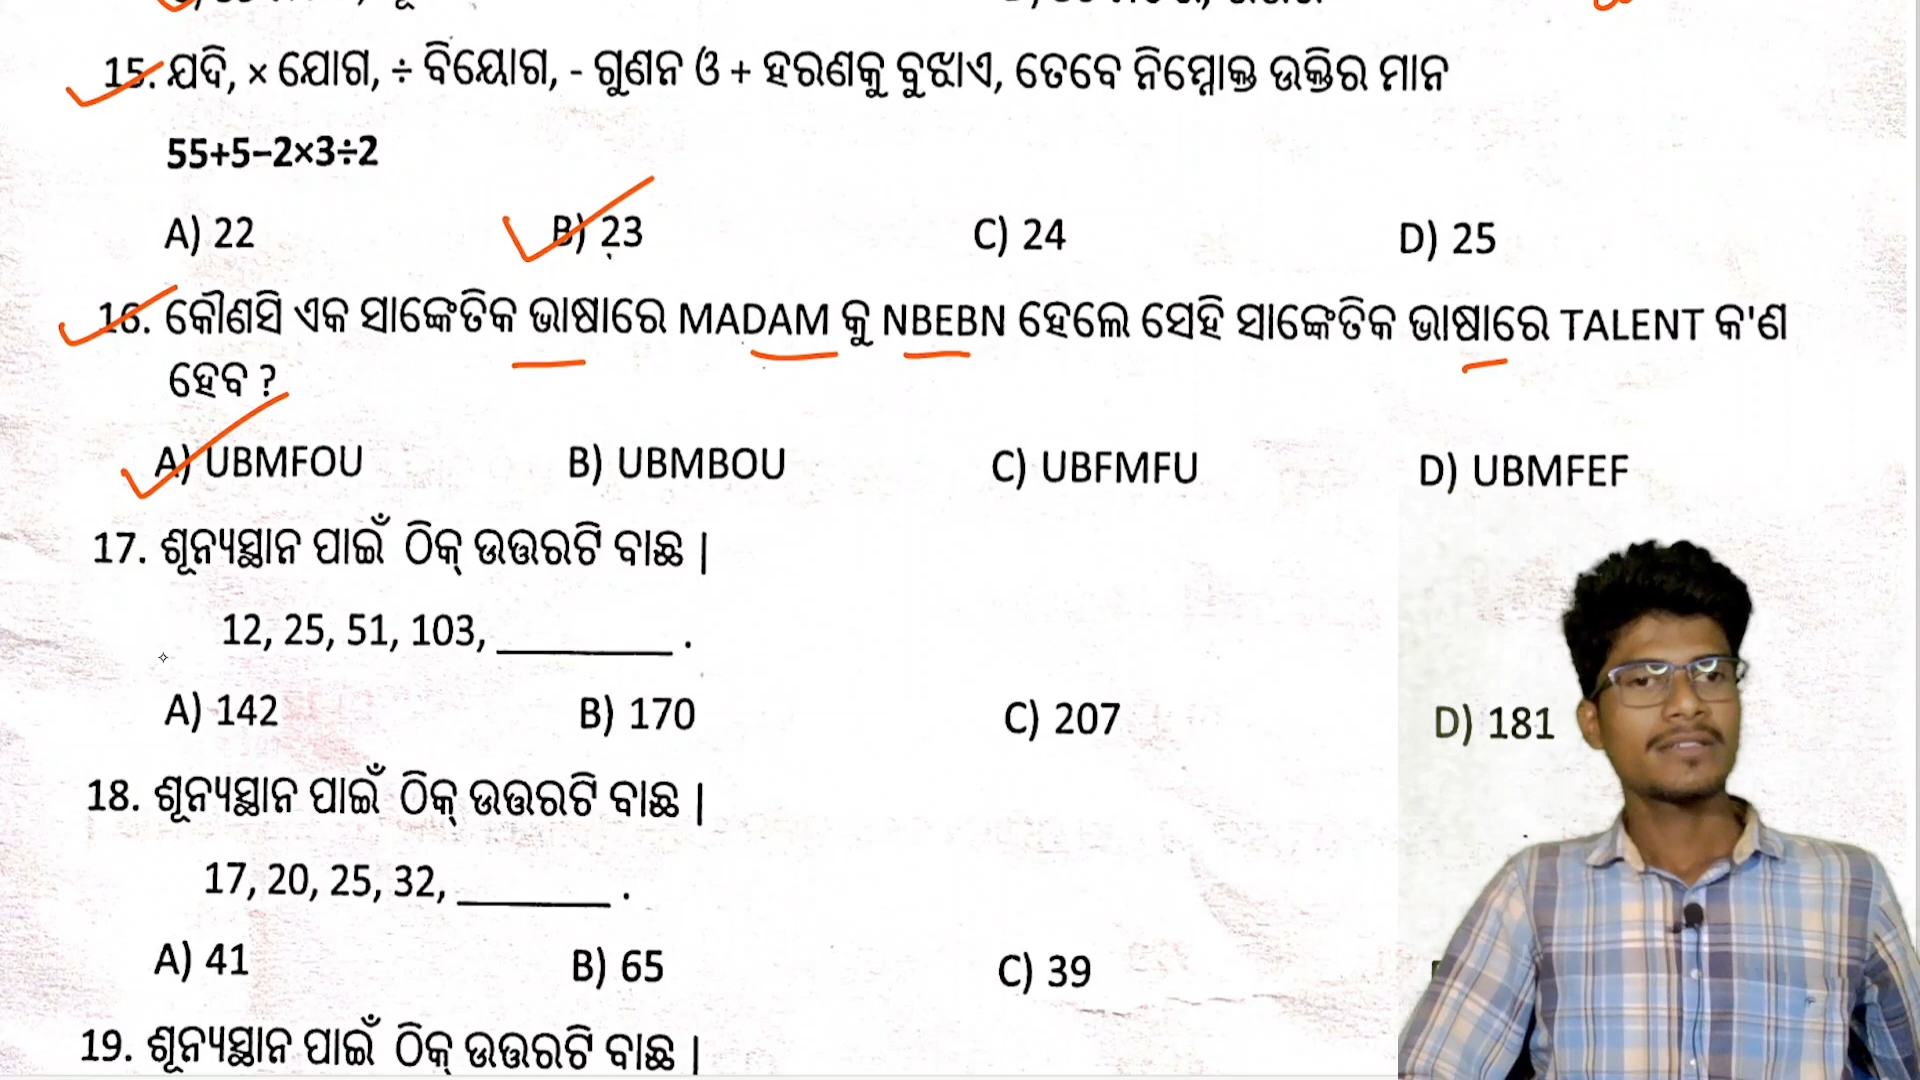 15. ଯଦି, × ଯୋଗ, ÷ ବିୟୋଗ, - ଗୁଣନ ଓ + ହରଣକୁ ବୁଝାଏ, ତେବେ ନିମ୍ନୋକ୍ତ ଉକ୍ତିର ମାନ
55+5−2×3÷2
A) 22 B) 23 C) 24 D) 25
16. କୌଣସି ଏକ ସାଙ୍କେତିକ ଭାଷାରେ MADAM କୁ NBEBN ହେଲେ ସେହି ସାଙ୍କେତିକ ଭାଷାରେ TALENT କ'ଣ
ହେବ ?
A) UBMFOU B) UBMBOU C) UBFMFU D) UBMFEF
17. ଶୂନ୍ୟସ୍ଥାନ ପାଇଁ ଠିକ୍ ଉତ୍ତରଟି ବାଛ |
12, 25, 51, 103, ________ .
A) 142 B) 170 C) 207 D) 181
18. ଶୂନ୍ୟସ୍ଥାନ ପାଇଁ ଠିକ୍ ଉତ୍ତରଟି ବାଛ |
17, 20, 25, 32, _______ .
A) 41 B) 65 C) 39
19. ଶୂନ୍ୟସ୍ଥାନ ପାଇଁ ଠିକ୍ ଉତ୍ତରଟି ବାଛ |